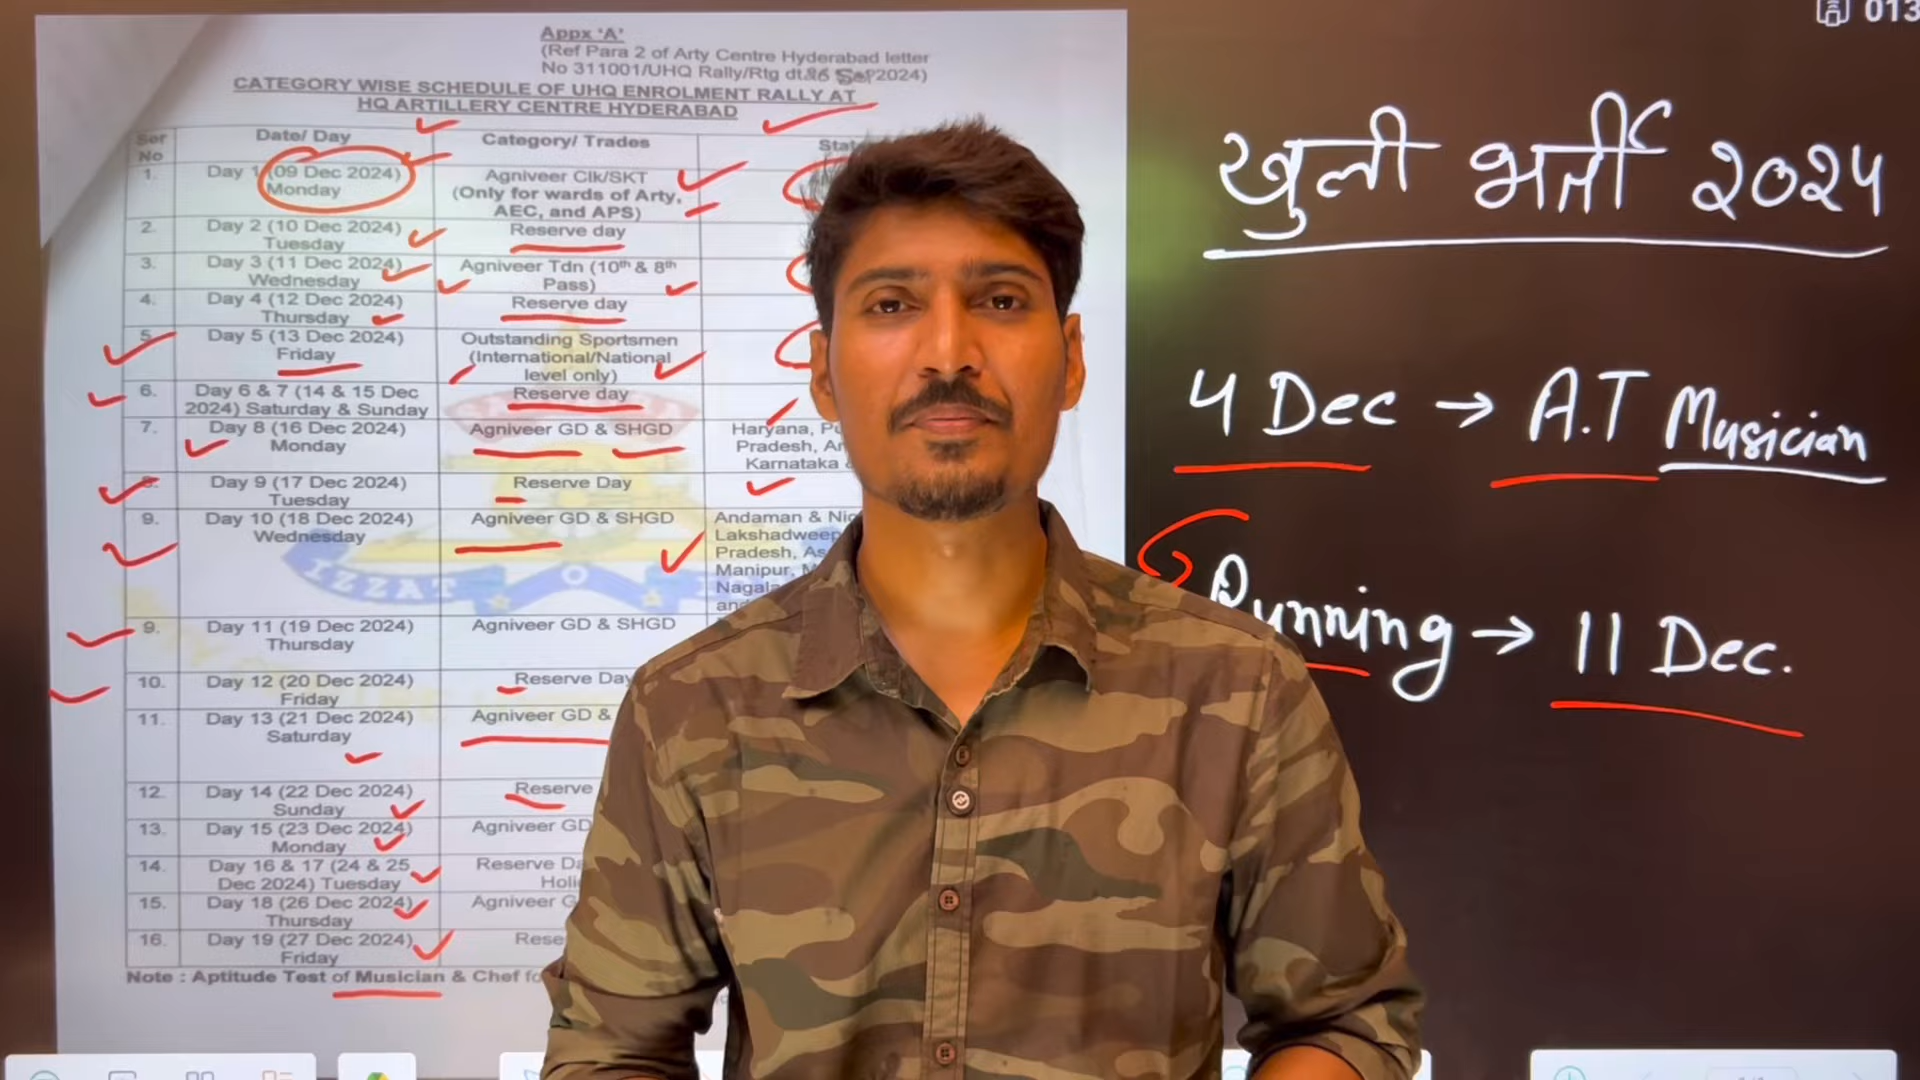 013
Appx 'A'
(Ref Para 2 of Arty Centre Hyderabad letter
No 311001/UHQ Rally/Rtg dt 26 Sep 2024)
CATEGORY WISE SCHEDULE OF UHQ ENROLMENT RALLY AT
HQ ARTILLERY CENTRE HYDERABAD
Ser No Date/ Day Category/ Trades
1. Day 1 (09 Dec 2024) Monday Agniveer Clk/SKT (Only for wards of Arty, AEC, and APS)
2. Day 2 (10 Dec 2024) Tuesday Reserve day
3. Day 3 (11 Dec 2024) Wednesday Agniveer Tdn (10th & 8th Pass)
4. Day 4 (12 Dec 2024) Thursday Reserve day
5. Day 5 (13 Dec 2024) Friday Outstanding Sportsmen (International/National level only)
6. Day 6 & 7 (14 & 15 Dec 2024) Saturday & Sunday Reserve day
7. Day 8 (16 Dec 2024) Monday Agniveer GD & SHGD Haryana, Pradesh, Karnataka
8. Day 9 (17 Dec 2024) Tuesday Reserve Day
9. Day 10 (18 Dec 2024) Wednesday Agniveer GD & SHGD Andaman & Lakshadweep Pradesh, Manipur,
9. Day 11 (19 Dec 2024) Thursday Agniveer GD & SHGD
10. Day 12 (20 Dec 2024) Friday Reserve Day
11. Day 13 (21 Dec 2024) Saturday Agniveer GD &
12. Day 14 (22 Dec 2024) Sunday Reserve
13. Day 15 (23 Dec 2024) Monday Agniveer GD
14. Day 16 & 17 (24 & 25 Dec 2024) Tuesday Reserve
15. Day 18 (26 Dec 2024) Thursday Agniveer
16. Day 19 (27 Dec 2024) Friday
Note : Aptitude Test of Musician & Chef
IZZAT O
खुली भर्ती २०२५
4 Dec → A.T Musician
Running → 11 Dec.